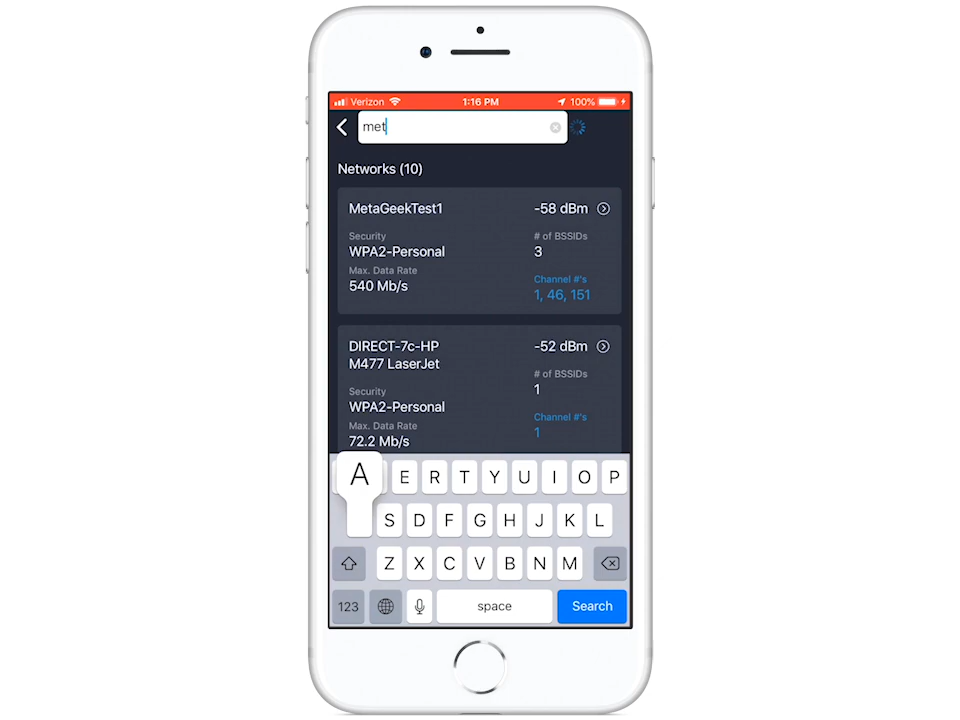 Verizon 1:16 PM 100%
met
Networks (10)
MetaGeekTest1 -58 dBm
Security # of BSSIDs
WPA2-Personal 3
Max. Data Rate Channel #'s
540 Mb/s 1, 46, 151
DIRECT-7c-HP -52 dBm
M477 LaserJet
# of BSSIDs
Security 1
WPA2-Personal Channel #'s
Max. Data Rate 1
72.2 Mb/s
A E R T Y U I O P
S D F G H J K L
Z X C V B N M
123 space Search